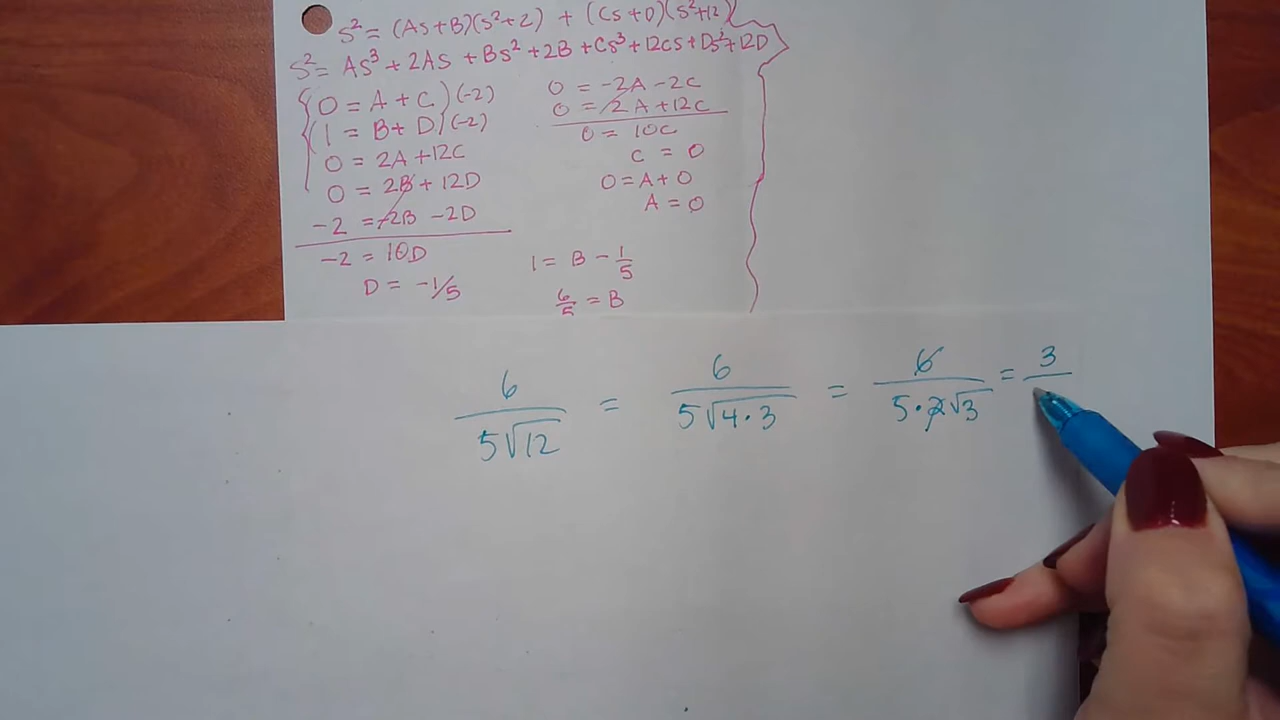 s² = (As+B)(s²+2) + (Cs+D)(s²+12)
s² = As³ + 2As + Bs² + 2B + Cs³ + 12Cs + Ds² + 12D
0 = A + C (-2)
1 = B + D (-2)
0 = 2A + 12C
0 = 2B + 12D
-2 = -2B - 2D
-2 = 10D
D = -1/5
0 = -2A - 2C
0 = 2A + 12C
0 = 10C
C = 0
0 = A + 0
A = 0
1 = B - 1/5
6/5 = B
6/5√12 = 6/5√4·3 = 6/5·2√3 = 3